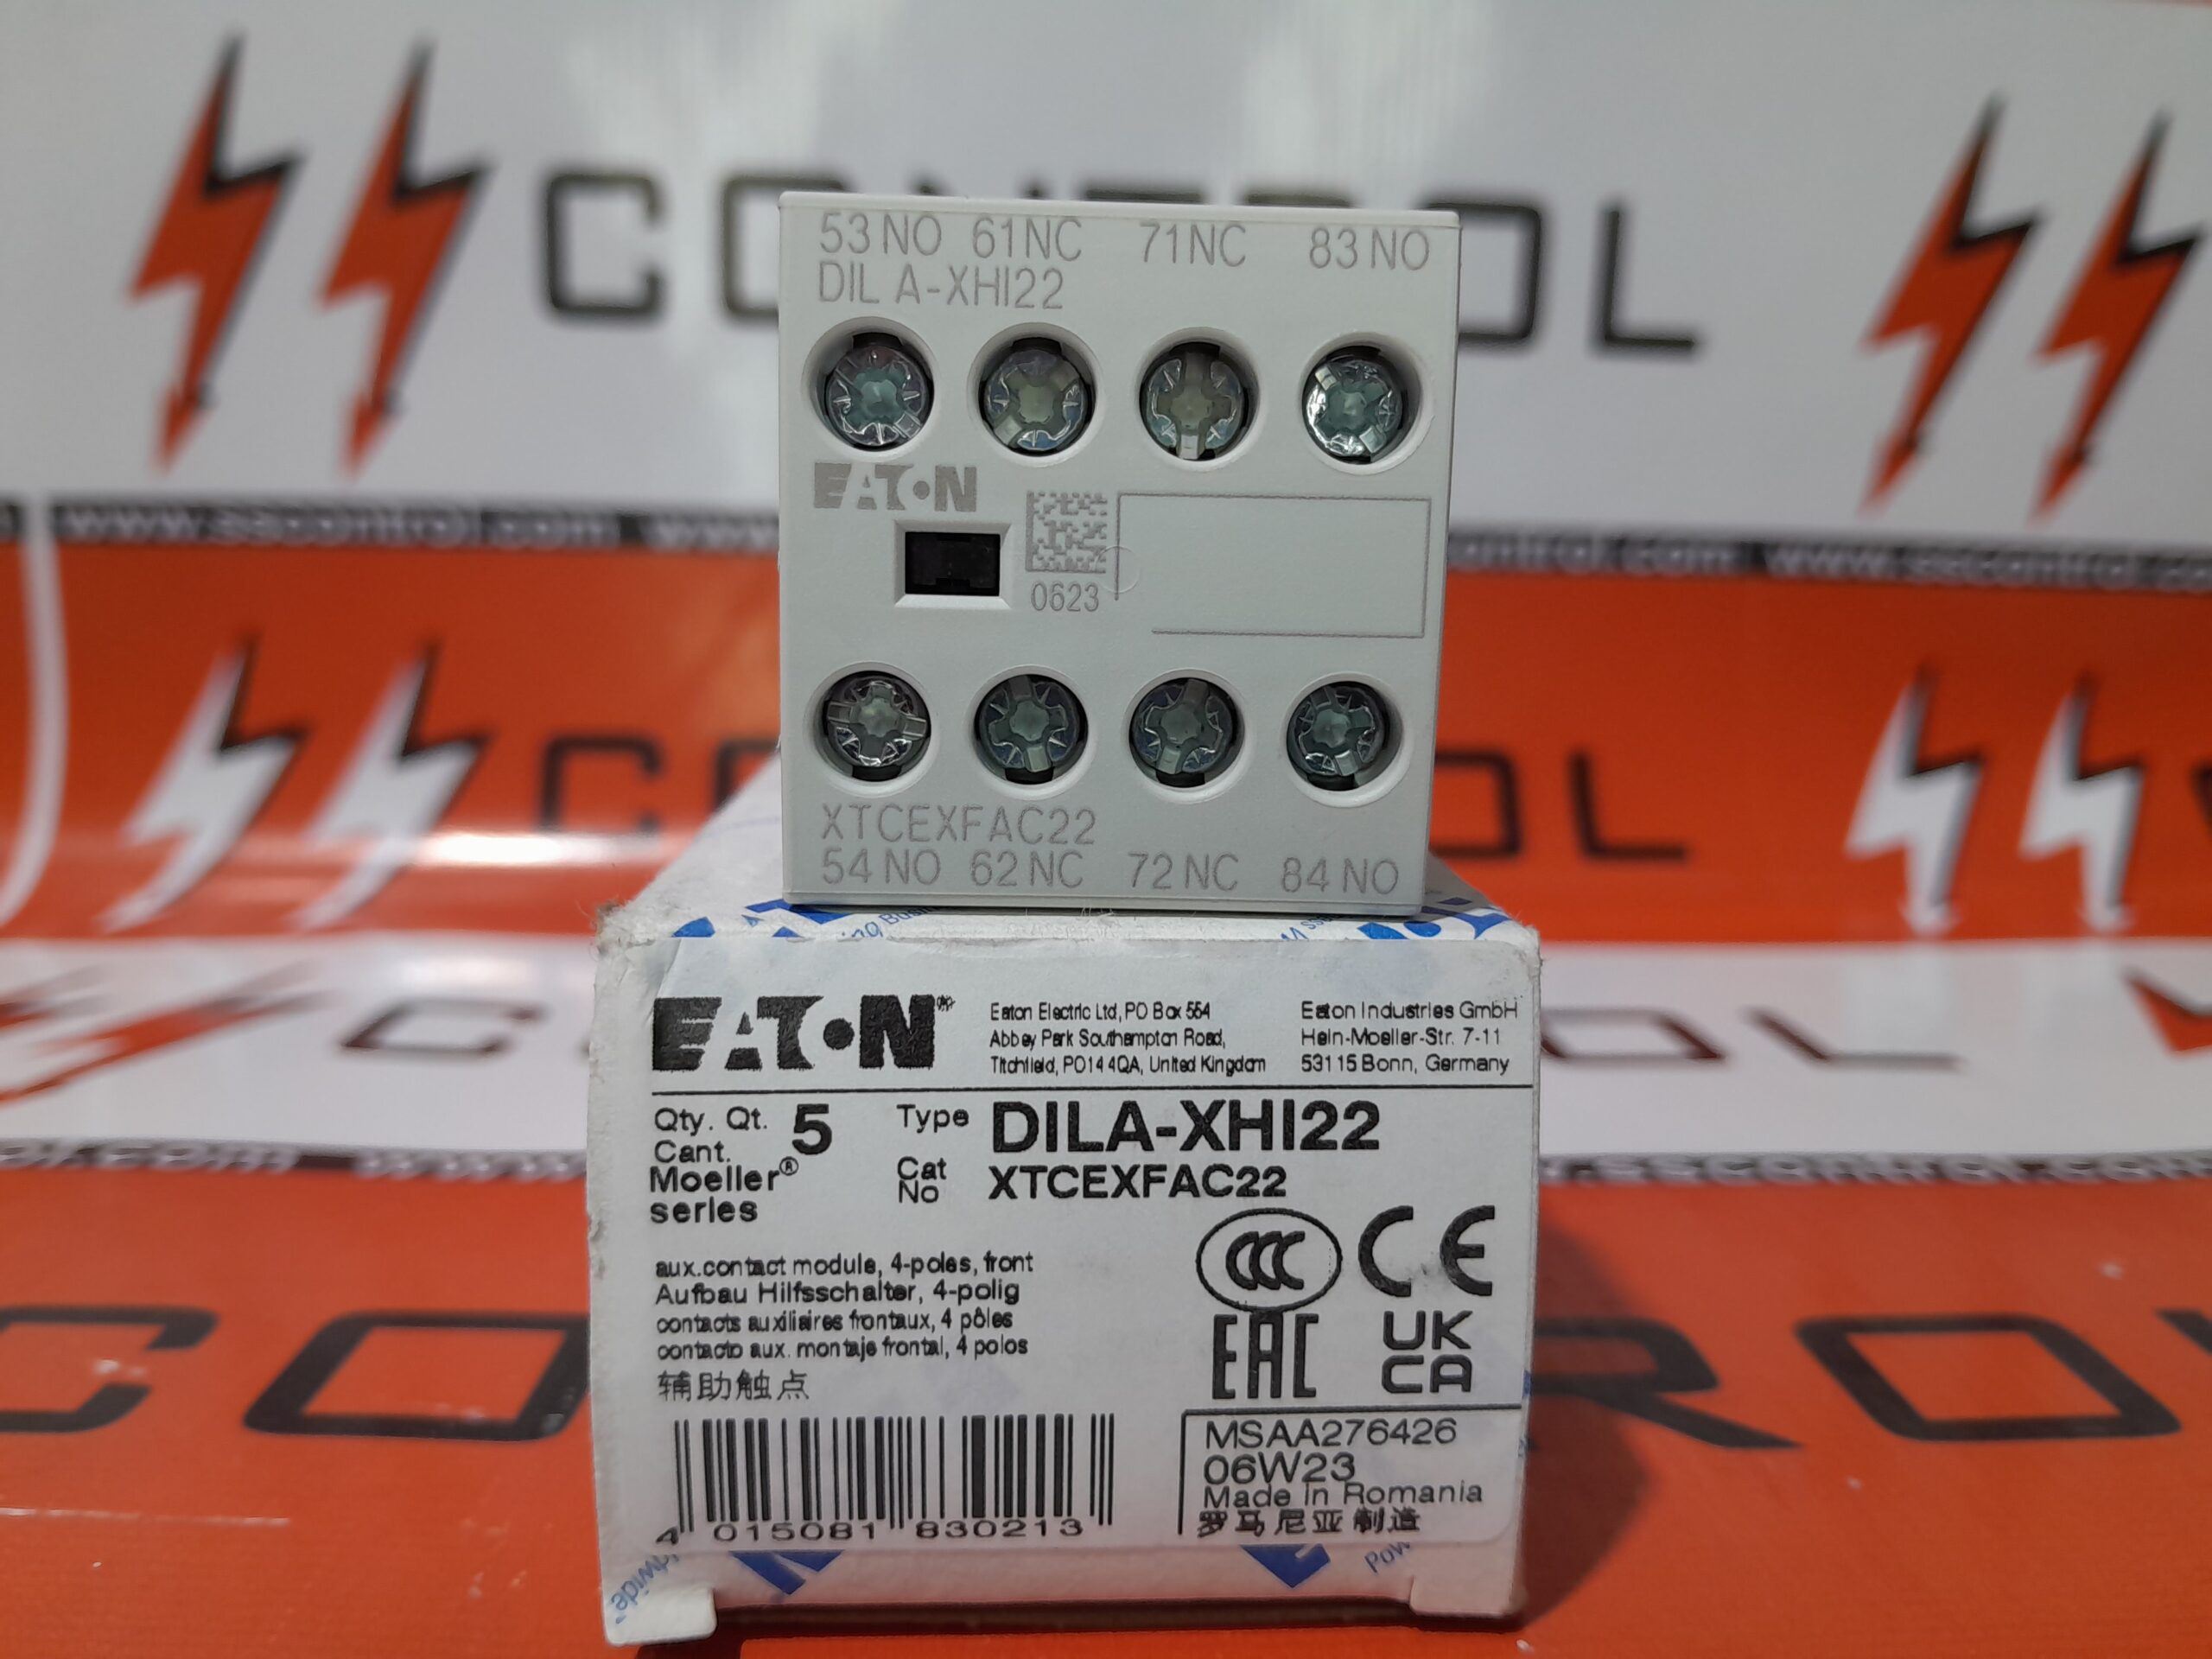 SS CONTROL
www.sscontrol.com
53 NO 61 NC 71 NC 83 NO
DIL A-XHI22
EATON
0623
XTCEXFAC22
54 NO 62 NC 72 NC 84 NO
EATON
Eaton Electric Ltd, PO Box 554
Abbey Park Southampton Road,
Titchfield, PO14 4QA, United Kingdom
Eaton Industries GmbH
Hein-Moeller-Str. 7-11
53115 Bonn, Germany
Qty. Qt. 5
Cant.
Moeller®
series
Type DILA-XHI22
Cat
No XTCEXFAC22
aux.contact module, 4-poles, front
Aufbau Hilfsschalter, 4-polig
contacts auxiliaires frontaux, 4 pôles
contacto aux. montaje frontal, 4 polos
辅助触点
CCC CE
EAC UK
CA
4 015081 830213
MSAA276426
06W23
Made in Romania
罗马尼亚制造